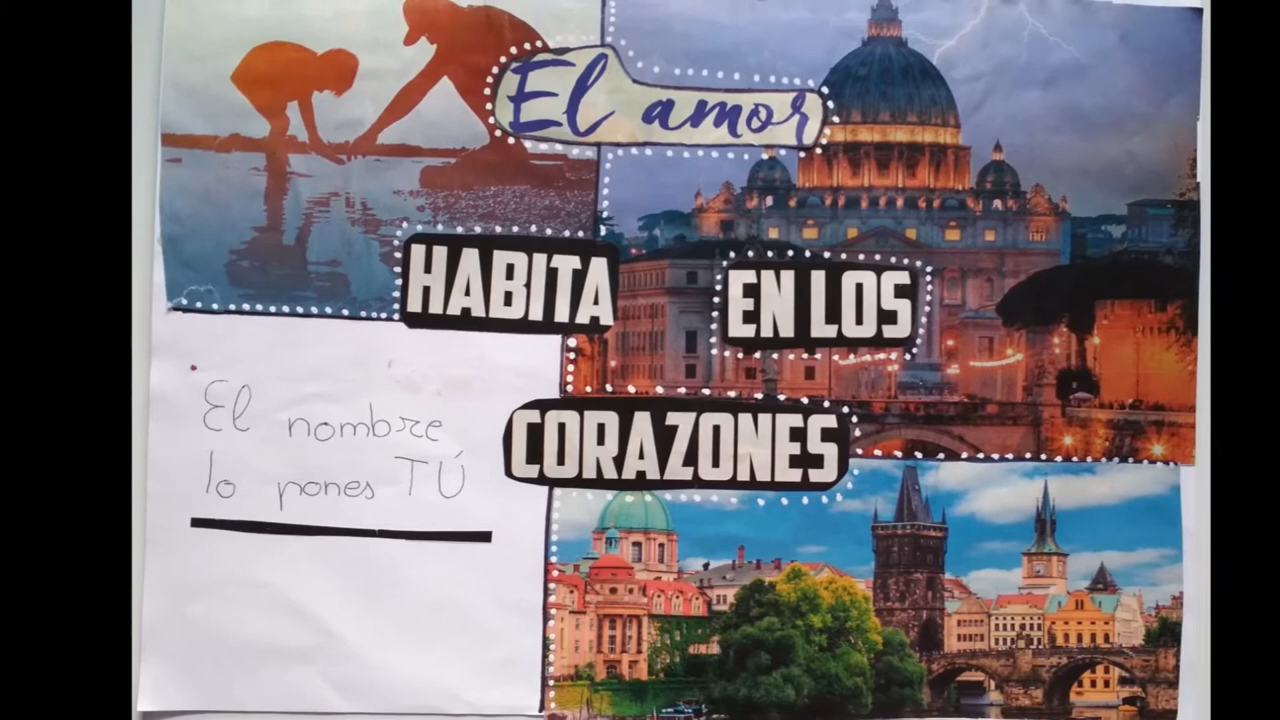 El amor
HABITA EN LOS
CORAZONES
El nombre
lo pones TÚ